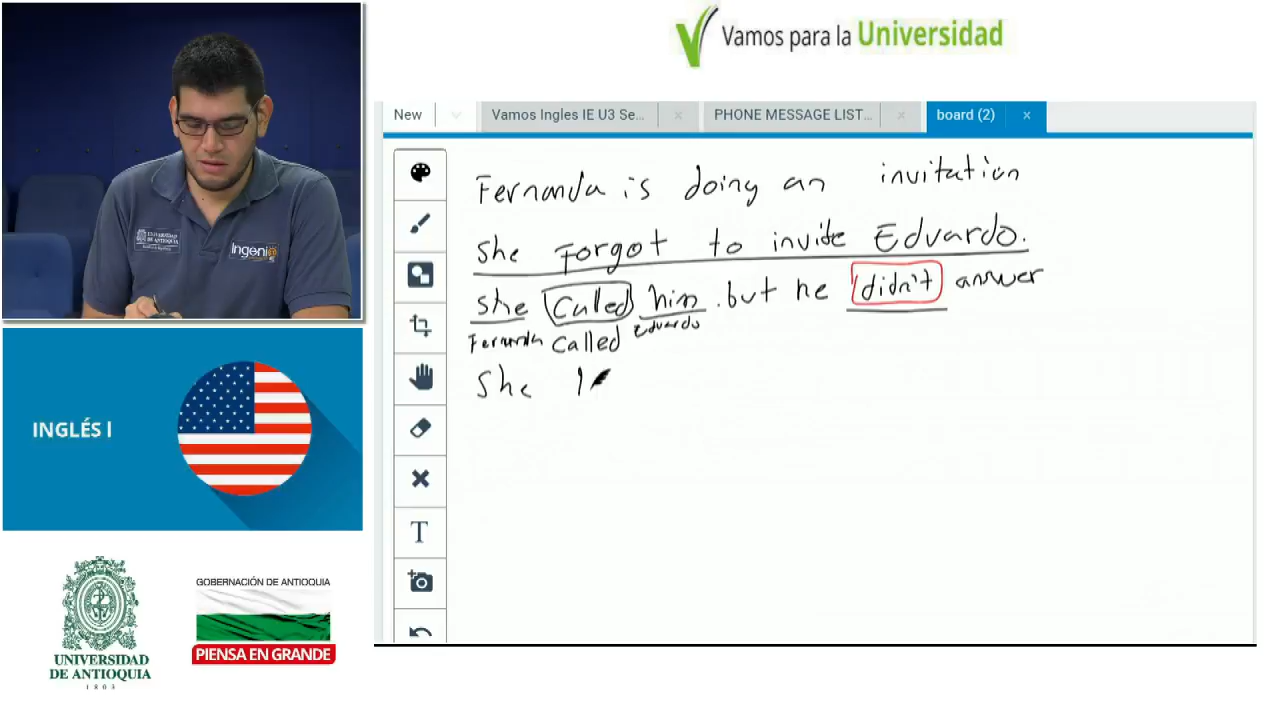 Vamos para la Universidad
New
Vamos Ingles IE U3 Se...
PHONE MESSAGE LIST...
board (2)
Fernanda is doing an invitation
She Forgot to invite Eduardo.
She Called him . but he didn't answer
Fernanda Called Eduardo
She
T
Ingenio
INGLÉS I
UNIVERSIDAD
DE ANTIOQUIA
1803
GOBERNACIÓN DE ANTIOQUIA
PIENSA EN GRANDE